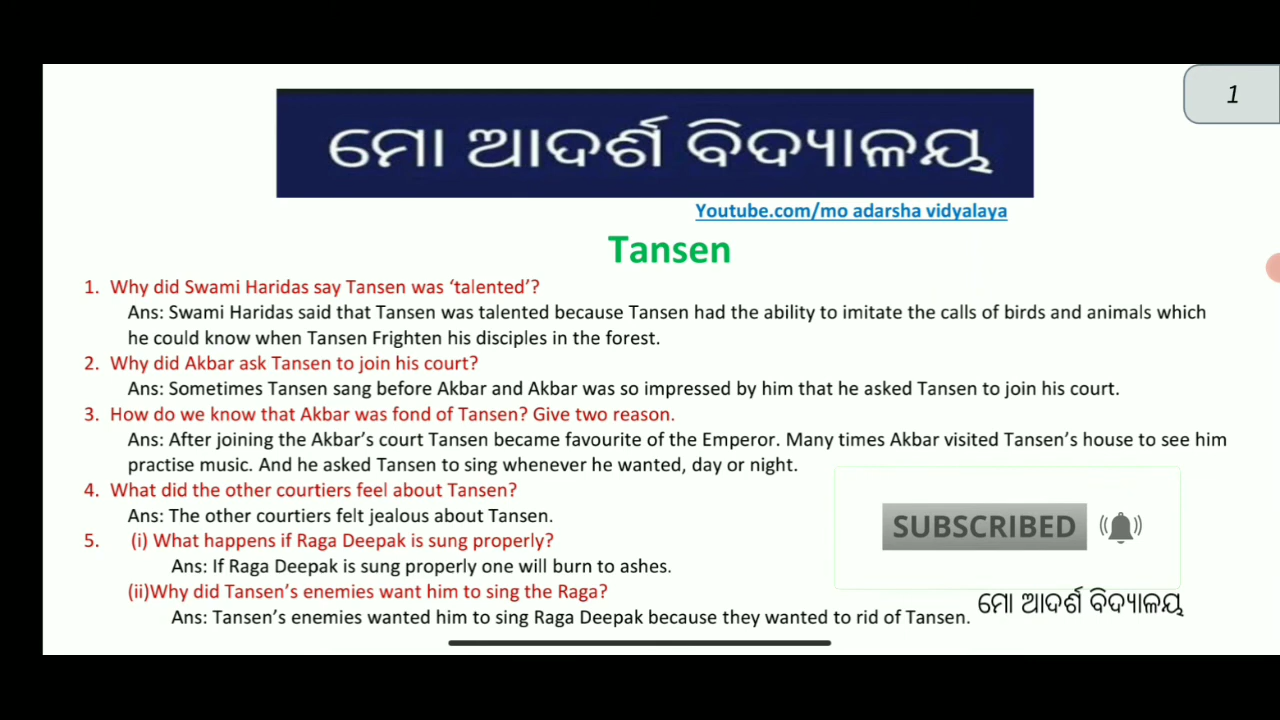 1
ମୋ ଆଦର୍ଶ ବିଦ୍ୟାଳୟ
Youtube.com/mo adarsha vidyalaya
Tansen
1. Why did Swami Haridas say Tansen was ‘talented’?
Ans: Swami Haridas said that Tansen was talented because Tansen had the ability to imitate the calls of birds and animals which
he could know when Tansen Frighten his disciples in the forest.
2. Why did Akbar ask Tansen to join his court?
Ans: Sometimes Tansen sang before Akbar and Akbar was so impressed by him that he asked Tansen to join his court.
3. How do we know that Akbar was fond of Tansen? Give two reason.
Ans: After joining the Akbar’s court Tansen became favourite of the Emperor. Many times Akbar visited Tansen’s house to see him
practise music. And he asked Tansen to sing whenever he wanted, day or night.
4. What did the other courtiers feel about Tansen?
Ans: The other courtiers felt jealous about Tansen.
SUBSCRIBED
5. (i) What happens if Raga Deepak is sung properly?
Ans: If Raga Deepak is sung properly one will burn to ashes.
(ii)Why did Tansen’s enemies want him to sing the Raga?
ମୋ ଆଦର୍ଶ ବିଦ୍ୟାଳୟ
Ans: Tansen’s enemies wanted him to sing Raga Deepak because they wanted to rid of Tansen.